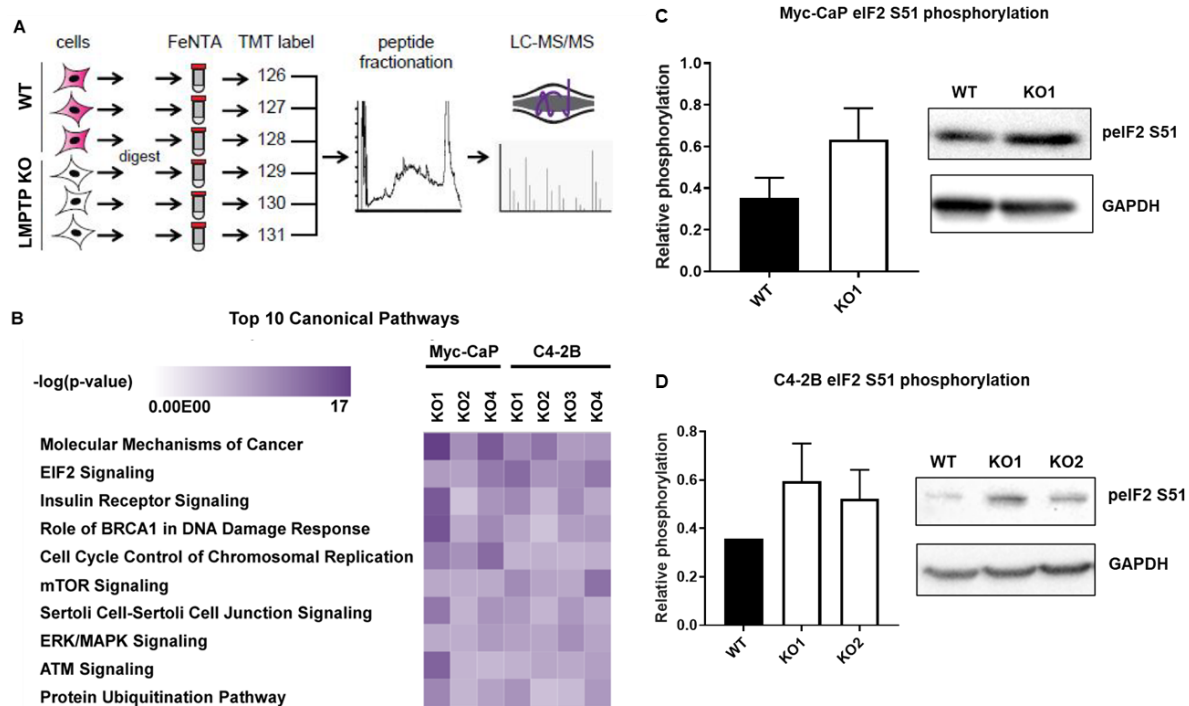 A
cells
FeNTA
TMT label
peptide
fractionation
LC-MS/MS
WT
LMPTP KO
digest
126
127
128
129
130
131
B
Top 10 Canonical Pathways
-log(p-value)
0.00E00
17
Myc-CaP
C4-2B
KO1
KO2
KO4
KO1
KO2
KO3
KO4
Molecular Mechanisms of Cancer
EIF2 Signaling
Insulin Receptor Signaling
Role of BRCA1 in DNA Damage Response
Cell Cycle Control of Chromosomal Replication
mTOR Signaling
Sertoli Cell-Sertoli Cell Junction Signaling
ERK/MAPK Signaling
ATM Signaling
Protein Ubiquitination Pathway
C
Myc-CaP eIF2 S51 phosphorylation
Relative phosphorylation
1.0
0.8
0.6
0.4
0.2
0.0
WT
KO1
WT
KO1
peIF2 S51
GAPDH
D
C4-2B eIF2 S51 phosphorylation
Relative phosphorylation
0.8
0.6
0.4
0.2
0.0
WT
KO1
KO2
WT
KO1
KO2
peIF2 S51
GAPDH